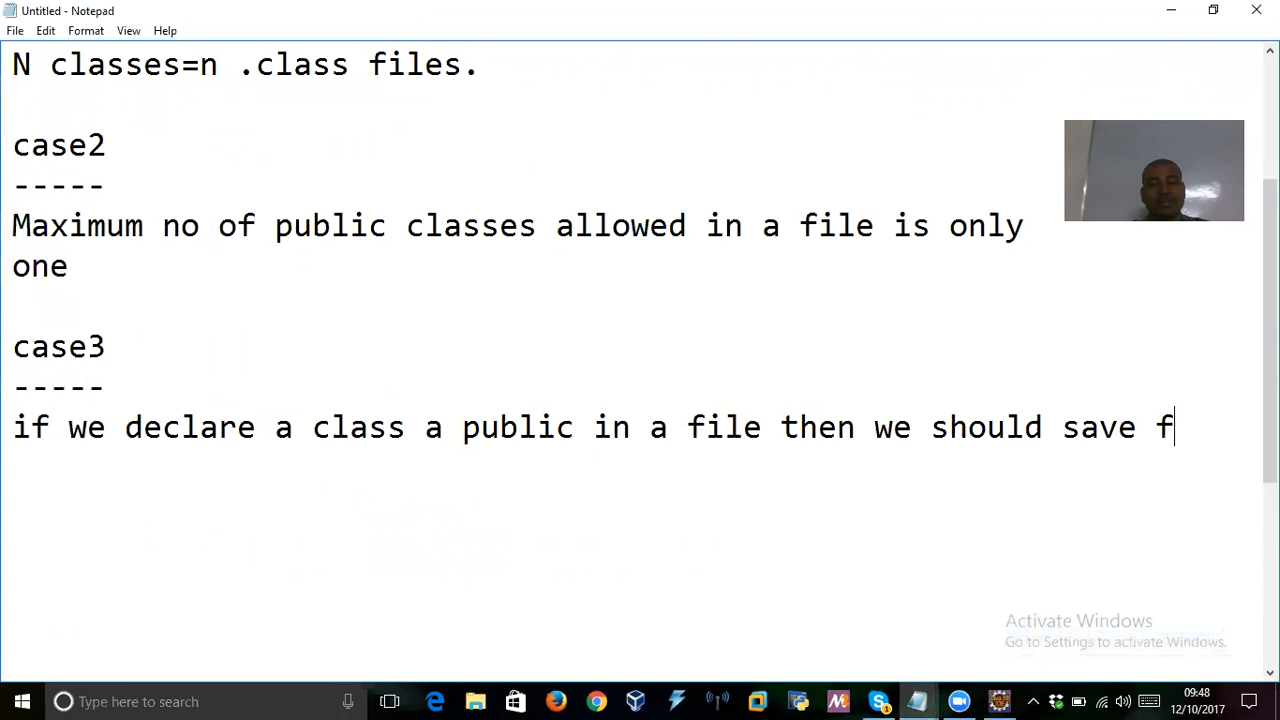 Untitled - Notepad
File Edit Format View Help
N classes=n .class files.
case2
-----
Maximum no of public classes allowed in a file is only
one
case3
-----
if we declare a class a public in a file then we should save f
Activate Windows
Go to Settings to activate Windows.
Type here to search
09:48
12/10/2017